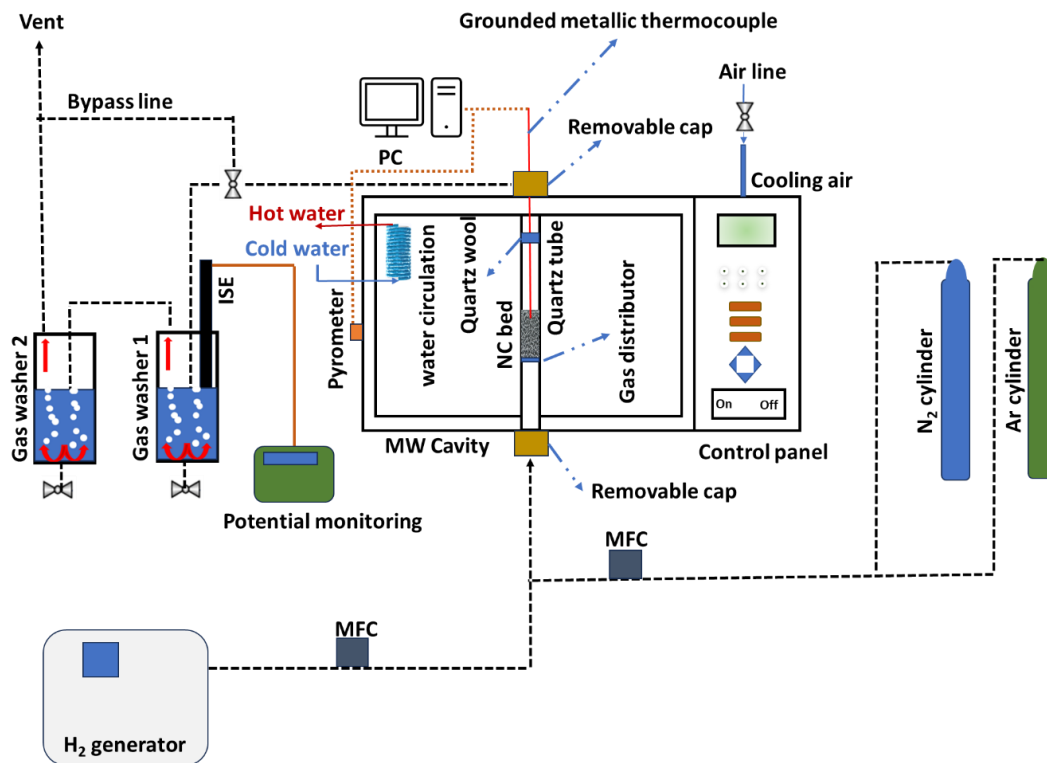 Vent
Grounded metallic thermocouple
Air line
Bypass line
Removable cap
PC
Cooling air
Hot water
Cold water
water circulation
Quartz wool
Quartz tube
ISE
Pyrometer
NC bed
Gas distributor
Gas washer 2
Gas washer 1
On Off
N₂ cylinder
Ar cylinder
MW Cavity
Control panel
Removable cap
Potential monitoring
MFC
MFC
H₂ generator